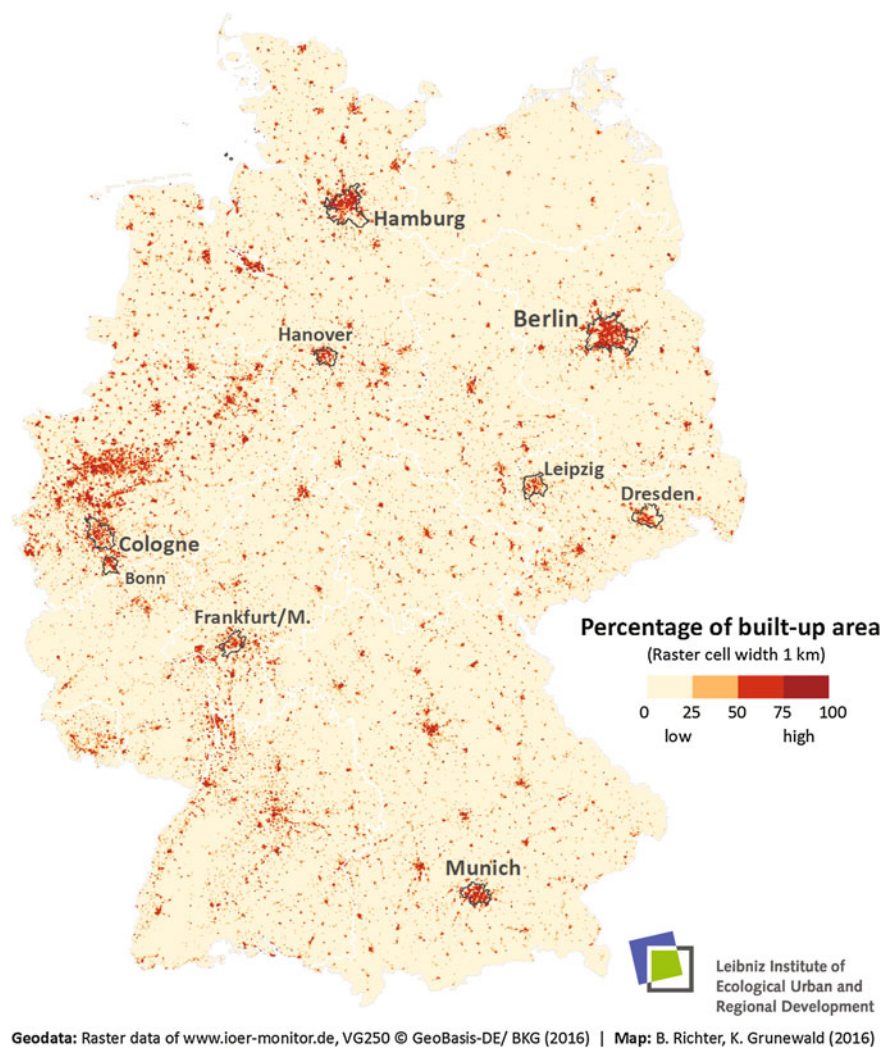 Hamburg
Berlin
Hanover
Leipzig
Dresden
Cologne
Bonn
Frankfurt/M.
Percentage of built-up area
(Raster cell width 1 km)
0 25 50 75 100
low high
Munich
Leibniz Institute of
Ecological Urban and
Regional Development
Geodata: Raster data of www.ioer-monitor.de, VG250 © GeoBasis-DE/ BKG (2016) | Map: B. Richter, K. Grunewald (2016)